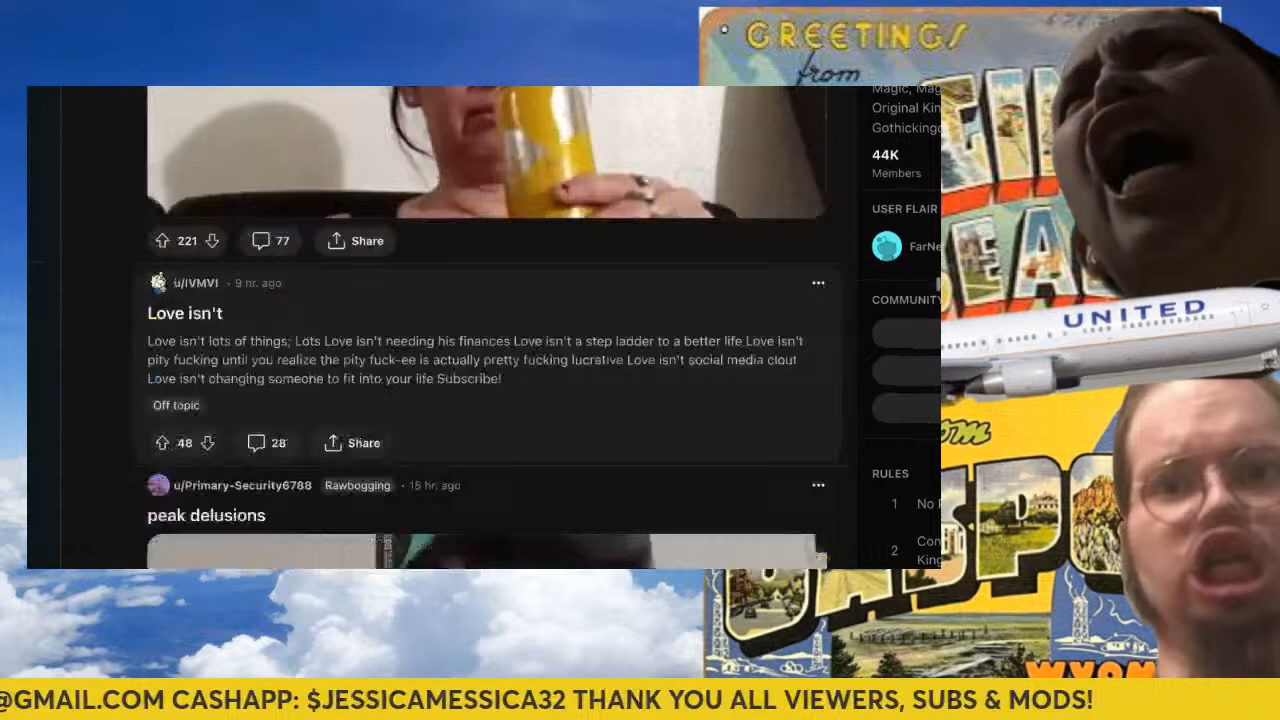 GREETINGS
from
Magic, Mag
Original Kin
Gothicking
44K
Members
221
77
Share
USER FLAIR
FarNe
u/IVMVI · 9 hr. ago
Love isn't
Love isn't lots of things; Lots Love isn't needing his finances Love isn't a step ladder to a better life Love isn't
pity fucking until you realize the pity fuck-ee is actually pretty fucking lucrative Love isn't social media clout
Love isn't changing someone to fit into your life Subscribe!
Off topic
48
28
Share
COMMUNITY
UNITED
u/Primary-Security6788 Rawbogging · 15 hr. ago
peak delusions
RULES
1 No
2 Con
King
om
WYOM
@GMAIL.COM CASHAPP: $JESSICAMESSICA32 THANK YOU ALL VIEWERS, SUBS & MODS!